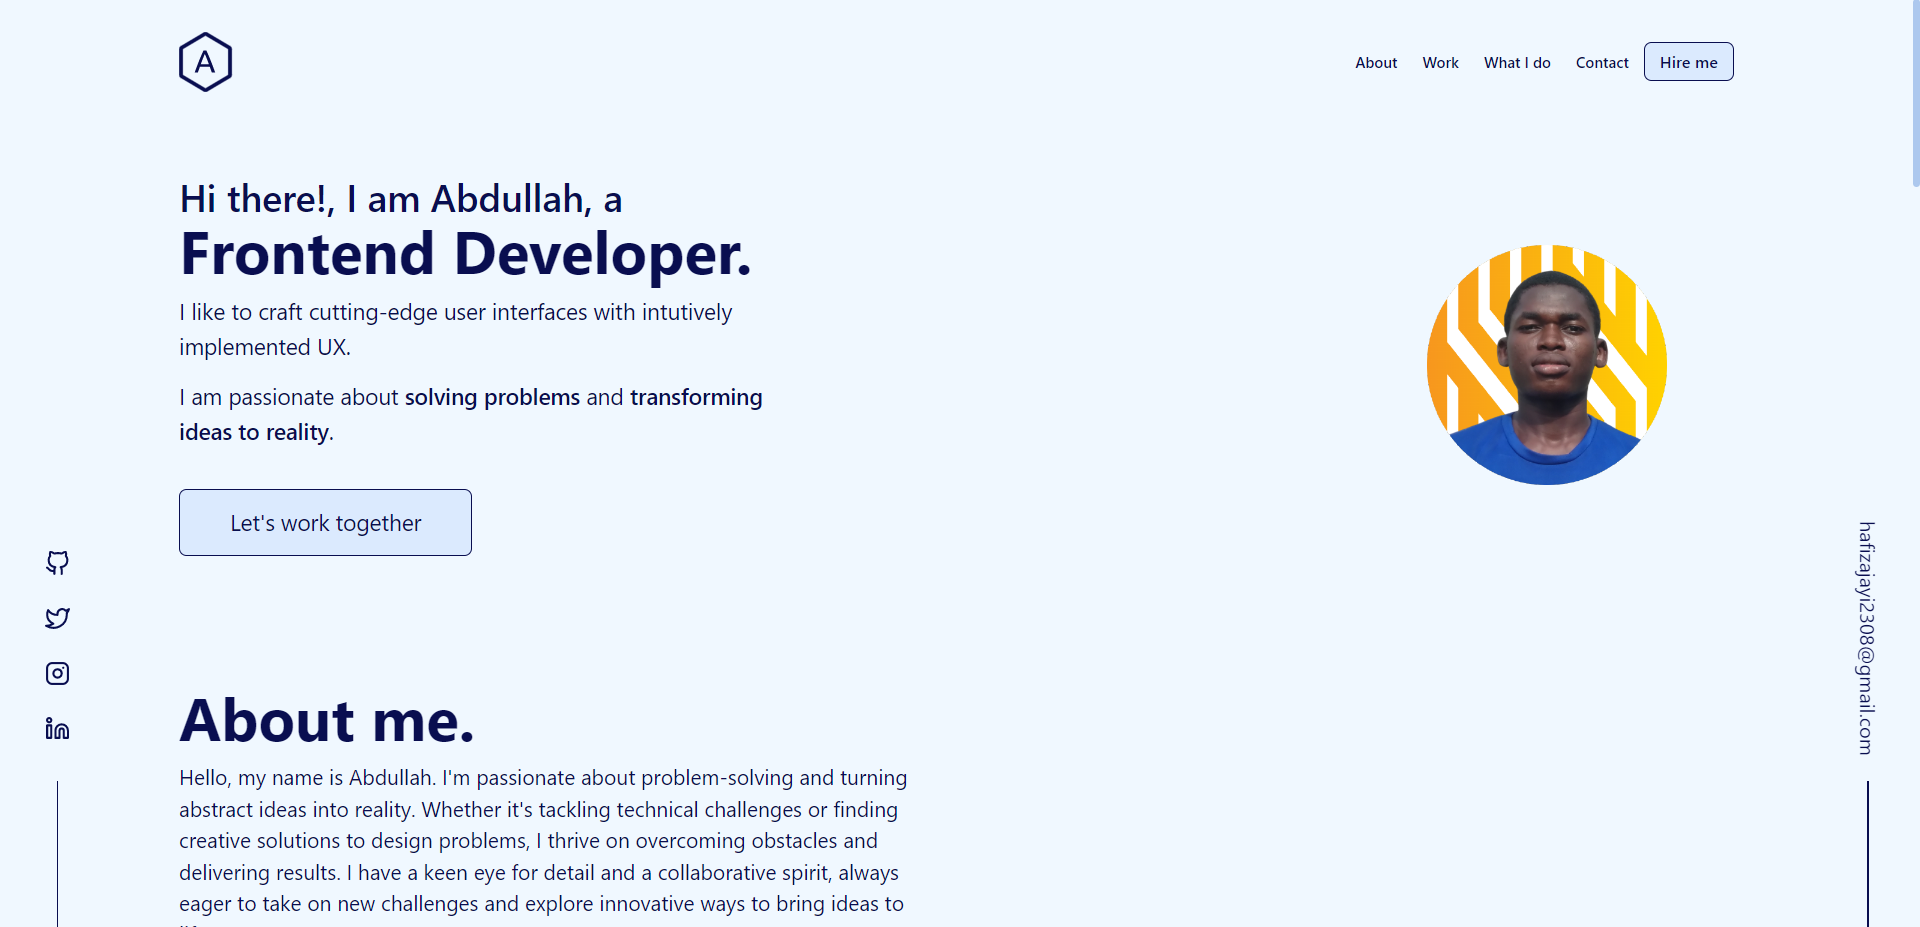 A
About Work What I do Contact Hire me
Hi there!, I am Abdullah, a
Frontend Developer.
I like to craft cutting-edge user interfaces with intutively
implemented UX.
I am passionate about solving problems and transforming
ideas to reality.
Let's work together
hafizajayi2308@gmail.com
About me.
Hello, my name is Abdullah. I'm passionate about problem-solving and turning
abstract ideas into reality. Whether it's tackling technical challenges or finding
creative solutions to design problems, I thrive on overcoming obstacles and
delivering results. I have a keen eye for detail and a collaborative spirit, always
eager to take on new challenges and explore innovative ways to bring ideas to